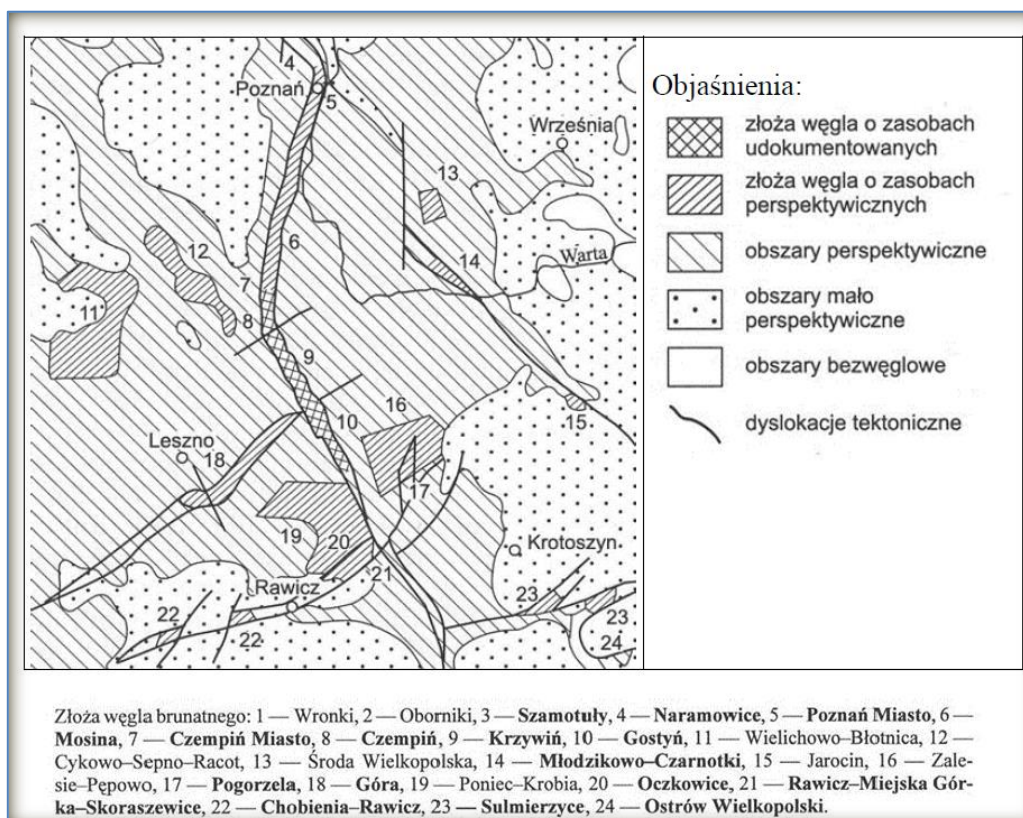 4
Poznań
5
Września
13
12
6
14
Warta
7
11
8
9
16
10
15
Leszno
18
17
19
20
Krotoszyn
21
Rawicz
23
22
23
22
24
Objaśnienia:
złoża węgla o zasobach
udokumentowanych
złoża węgla o zasobach
perspektywicznych
obszary perspektywiczne
obszary mało
perspektywiczne
obszary bezwęglowe
dyslokacje tektoniczne
Złoża węgla brunatnego: 1 — Wronki, 2 — Oborniki, 3 — Szamotuły, 4 — Naramowice, 5 — Poznań Miasto, 6 —
Mosina, 7 — Czempiń Miasto, 8 — Czempiń, 9 — Krzywiń, 10 — Gostyń, 11 — Wielichowo–Błotnica, 12 —
Cykowo-Sepno-Racot, 13 — Środa Wielkopolska, 14 — Młodzikowo–Czarnotki, 15 — Jarocin, 16 — Zale-
sie–Pępowo, 17 — Pogorzela, 18 — Góra, 19 — Poniec-Krobia, 20 — Oczkowice, 21 — Rawicz–Miejska Gór-
ka–Skoraszewice, 22 — Chobienia–Rawicz, 23 — Sulmierzyce, 24 — Ostrów Wielkopolski.